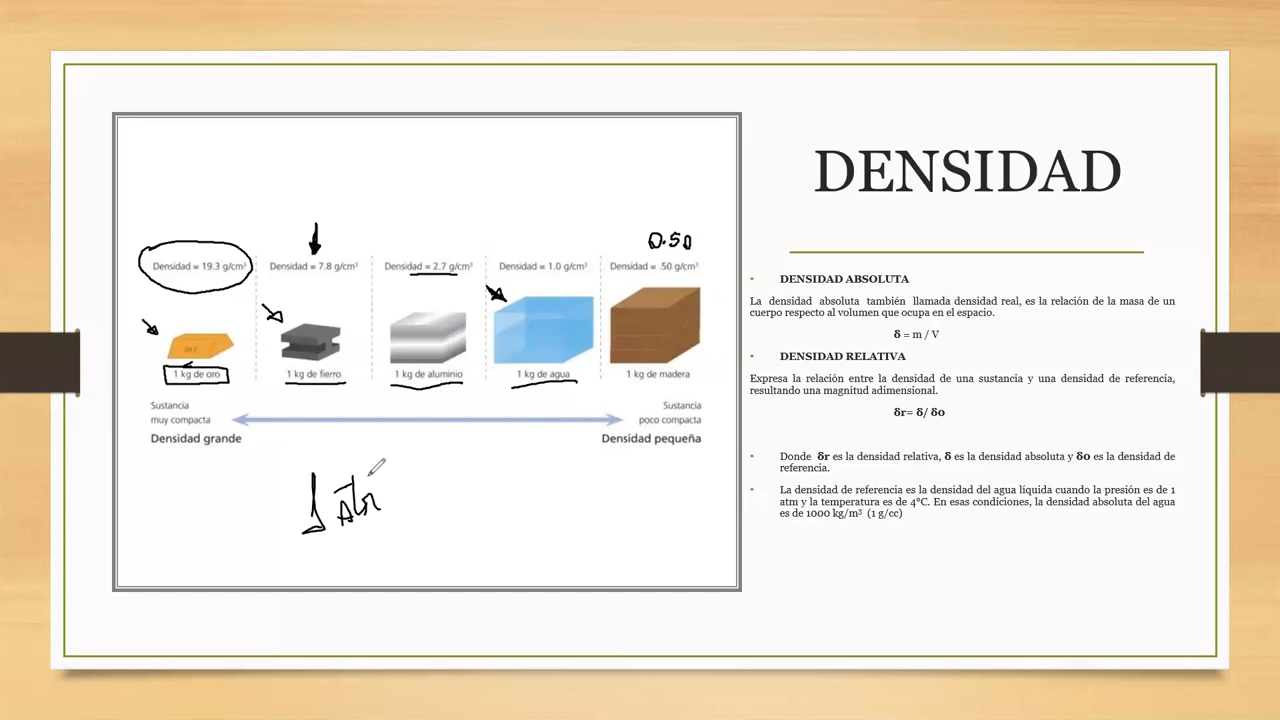 DENSIDAD
0.50
Densidad = 19.3 g/cm³
Densidad = 7.8 g/cm³
Densidad = 2.7 g/cm³
Densidad = 1.0 g/cm³
Densidad = .50 g/cm³
1 kg de oro
1 kg de fierro
1 kg de aluminio
1 kg de agua
1 kg de madera
Sustancia
muy compacta
Densidad grande
Sustancia
poco compacta
Densidad pequeña
1
• DENSIDAD ABSOLUTA
La densidad absoluta también llamada densidad real, es la relación de la masa de un
cuerpo respecto al volumen que ocupa en el espacio.
δ = m / V
• DENSIDAD RELATIVA
Expresa la relación entre la densidad de una sustancia y una densidad de referencia,
resultando una magnitud adimensional.
δr= δ/ δo
• Donde δr es la densidad relativa, δ es la densidad absoluta y δo es la densidad de
referencia.
• La densidad de referencia es la densidad del agua líquida cuando la presión es de 1
atm y la temperatura es de 4°C. En esas condiciones, la densidad absoluta del agua
es de 1000 kg/m³ (1 g/cc)